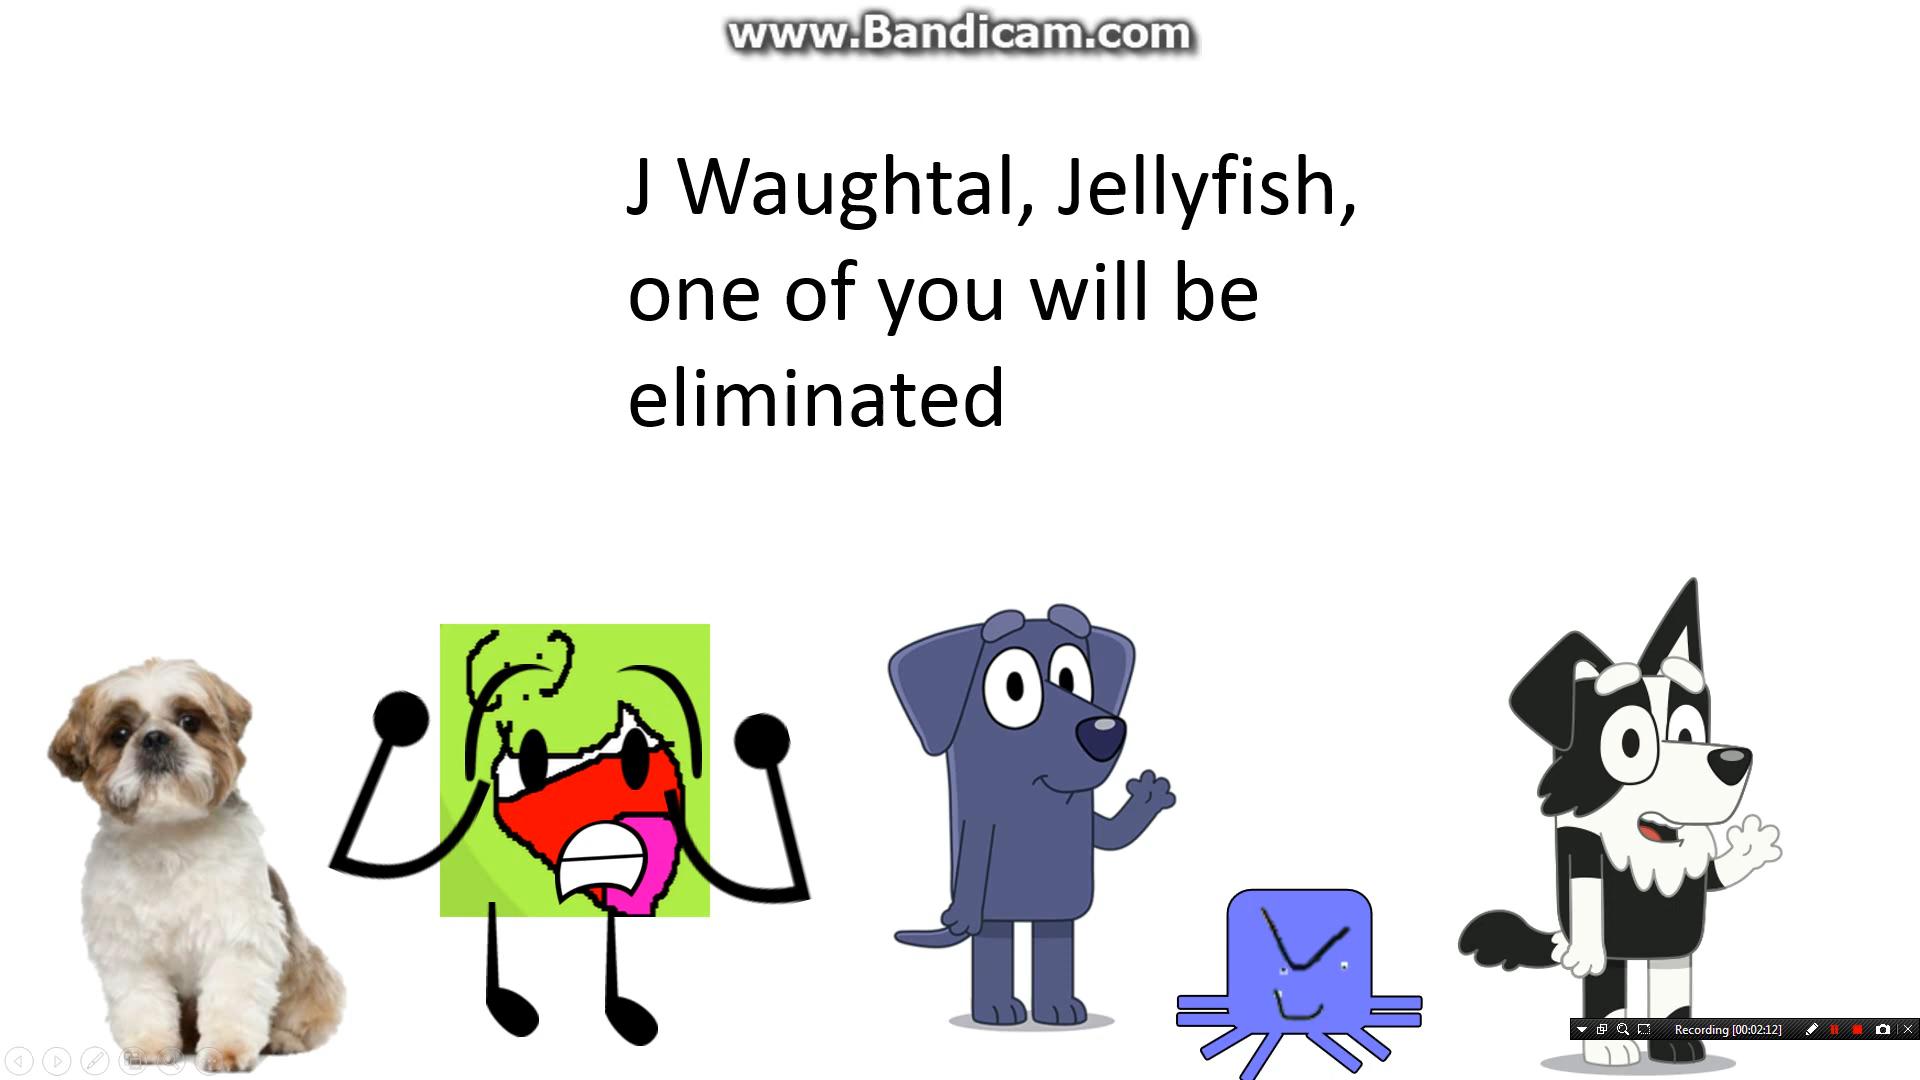 www.Bandicam.com
J Waughtal, Jellyfish,
one of you will be
eliminated
Recording [00:02:12]